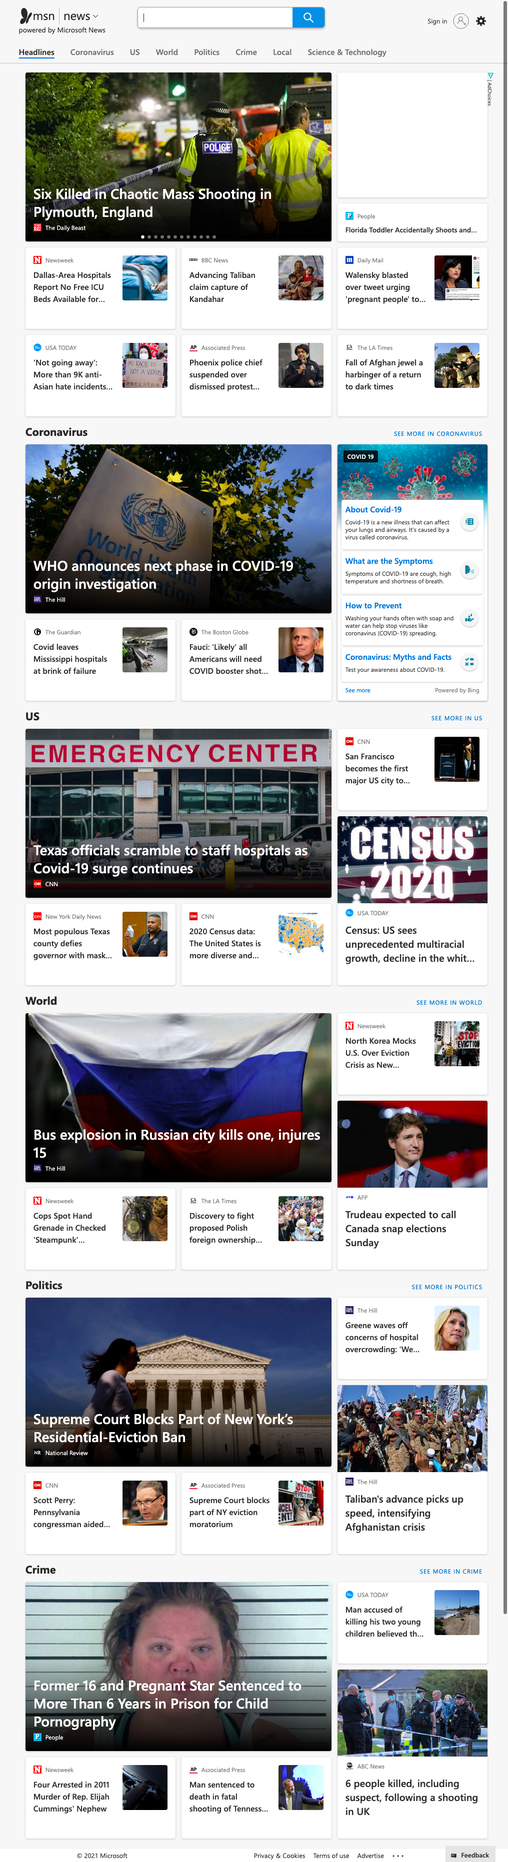 msn | news
powered by Microsoft News
Sign in
Headlines Coronavirus US World Politics Crime Local Science & Technology
AdChoices
POLICE
Six Killed in Chaotic Mass Shooting in
Plymouth, England
The Daily Beast
People
Florida Toddler Accidentally Shoots and...
Newsweek
Dallas-Area Hospitals
Report No Free ICU
Beds Available for...
BBC News
Advancing Taliban
claim capture of
Kandahar
Daily Mail
Walensky blasted
over tweet urging
'pregnant people' to...
USA TODAY
'Not going away':
More than 9K anti-
Asian hate incidents...
Associated Press
Phoenix police chief
suspended over
dismissed protest...
The LA Times
Fall of Afghan jewel a
harbinger of a return
to dark times
Coronavirus
SEE MORE IN CORONAVIRUS
World Health
Organization
WHO announces next phase in COVID-19
origin investigation
The Hill
COVID 19
About Covid-19
Covid-19 is a new illness that can affect
your lungs and airways. It's caused by a
virus called coronavirus.
What are the Symptoms
Symptoms of COVID-19 are cough, high
temperature and shortness of breath.
How to Prevent
Washing your hands often with soap and
water can help stop viruses like
coronavirus (COVID-19) spreading.
Coronavirus: Myths and Facts
Test your awareness about COVID-19.
See more
Powered by Bing
The Guardian
Covid leaves
Mississippi hospitals
at brink of failure
The Boston Globe
Fauci: 'Likely' all
Americans will need
COVID booster shot...
US
SEE MORE IN US
EMERGENCY CENTER
Texas officials scramble to staff hospitals as
Covid-19 surge continues
CNN
CNN
San Francisco
becomes the first
major US city to...
CENSUS
2020
USA TODAY
Census: US sees
unprecedented multiracial
growth, decline in the whit...
New York Daily News
Most populous Texas
county defies
governor with mask...
CNN
2020 Census data:
The United States is
more diverse and...
World
SEE MORE IN WORLD
Bus explosion in Russian city kills one, injures
15
The Hill
Newsweek
North Korea Mocks
U.S. Over Eviction
Crisis as New...
STOP
EVICTION
AFP
Trudeau expected to call
Canada snap elections
Sunday
Newsweek
Cops Spot Hand
Grenade in Checked
'Steampunk'...
The LA Times
Discovery to fight
proposed Polish
foreign ownership...
Politics
SEE MORE IN POLITICS
Supreme Court Blocks Part of New York's
Residential-Eviction Ban
National Review
The Hill
Greene waves off
concerns of hospital
overcrowding: 'We...
The Hill
Taliban's advance picks up
speed, intensifying
Afghanistan crisis
CNN
Scott Perry:
Pennsylvania
congressman aided...
Associated Press
Supreme Court blocks
part of NY eviction
moratorium
Crime
SEE MORE IN CRIME
Former 16 and Pregnant Star Sentenced to
More Than 6 Years in Prison for Child
Pornography
People
USA TODAY
Man accused of
killing his two young
children believed th...
ABC News
6 people killed, including
suspect, following a shooting
in UK
Newsweek
Four Arrested in 2011
Murder of Rep. Elijah
Cummings' Nephew
Associated Press
Man sentenced to
death in fatal
shooting of Tenness...
© 2021 Microsoft
Privacy & Cookies Terms of use Advertise ...
Feedback